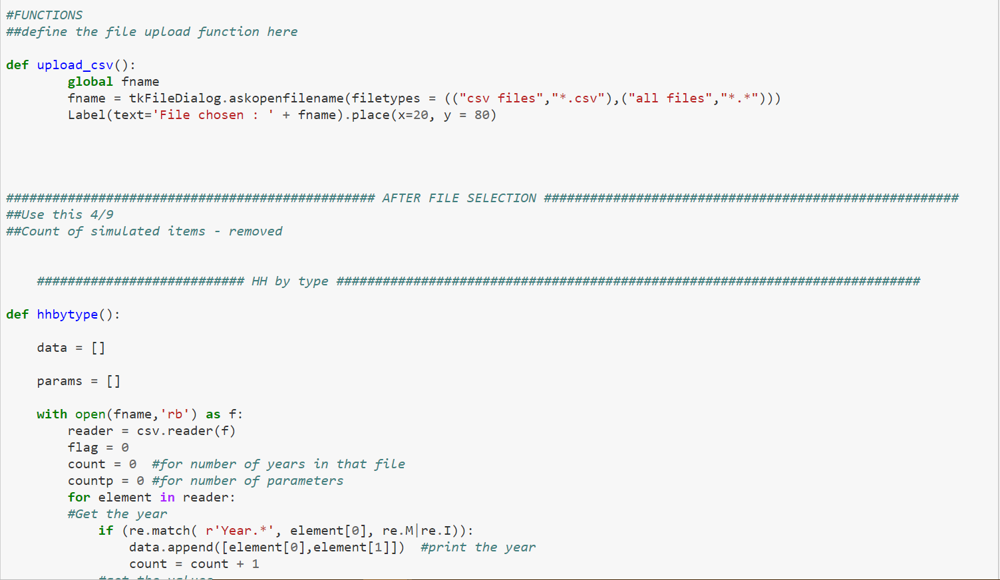 #FUNCTIONS
##define the file upload function here
def upload_csv():
        global fname
        fname = tkFileDialog.askopenfilename(filetypes = (("csv files","*.csv"),("all files","*.*")))
        Label(text='File chosen : ' + fname).place(x=20, y = 80)
################################################ AFTER FILE SELECTION ######################################################
##Use this 4/9
##Count of simulated items - removed
    ########################### HH by type ############################################################################
def hhbytype():
    data = []
    params = []
    with open(fname,'rb') as f:
        reader = csv.reader(f)
        flag = 0
        count = 0  #for number of years in that file
        countp = 0 #for number of parameters
        for element in reader:
        #Get the year
            if (re.match( r'Year.*', element[0], re.M|re.I)):
                data.append([element[0],element[1]])  #print the year
                count = count + 1
            #get the values